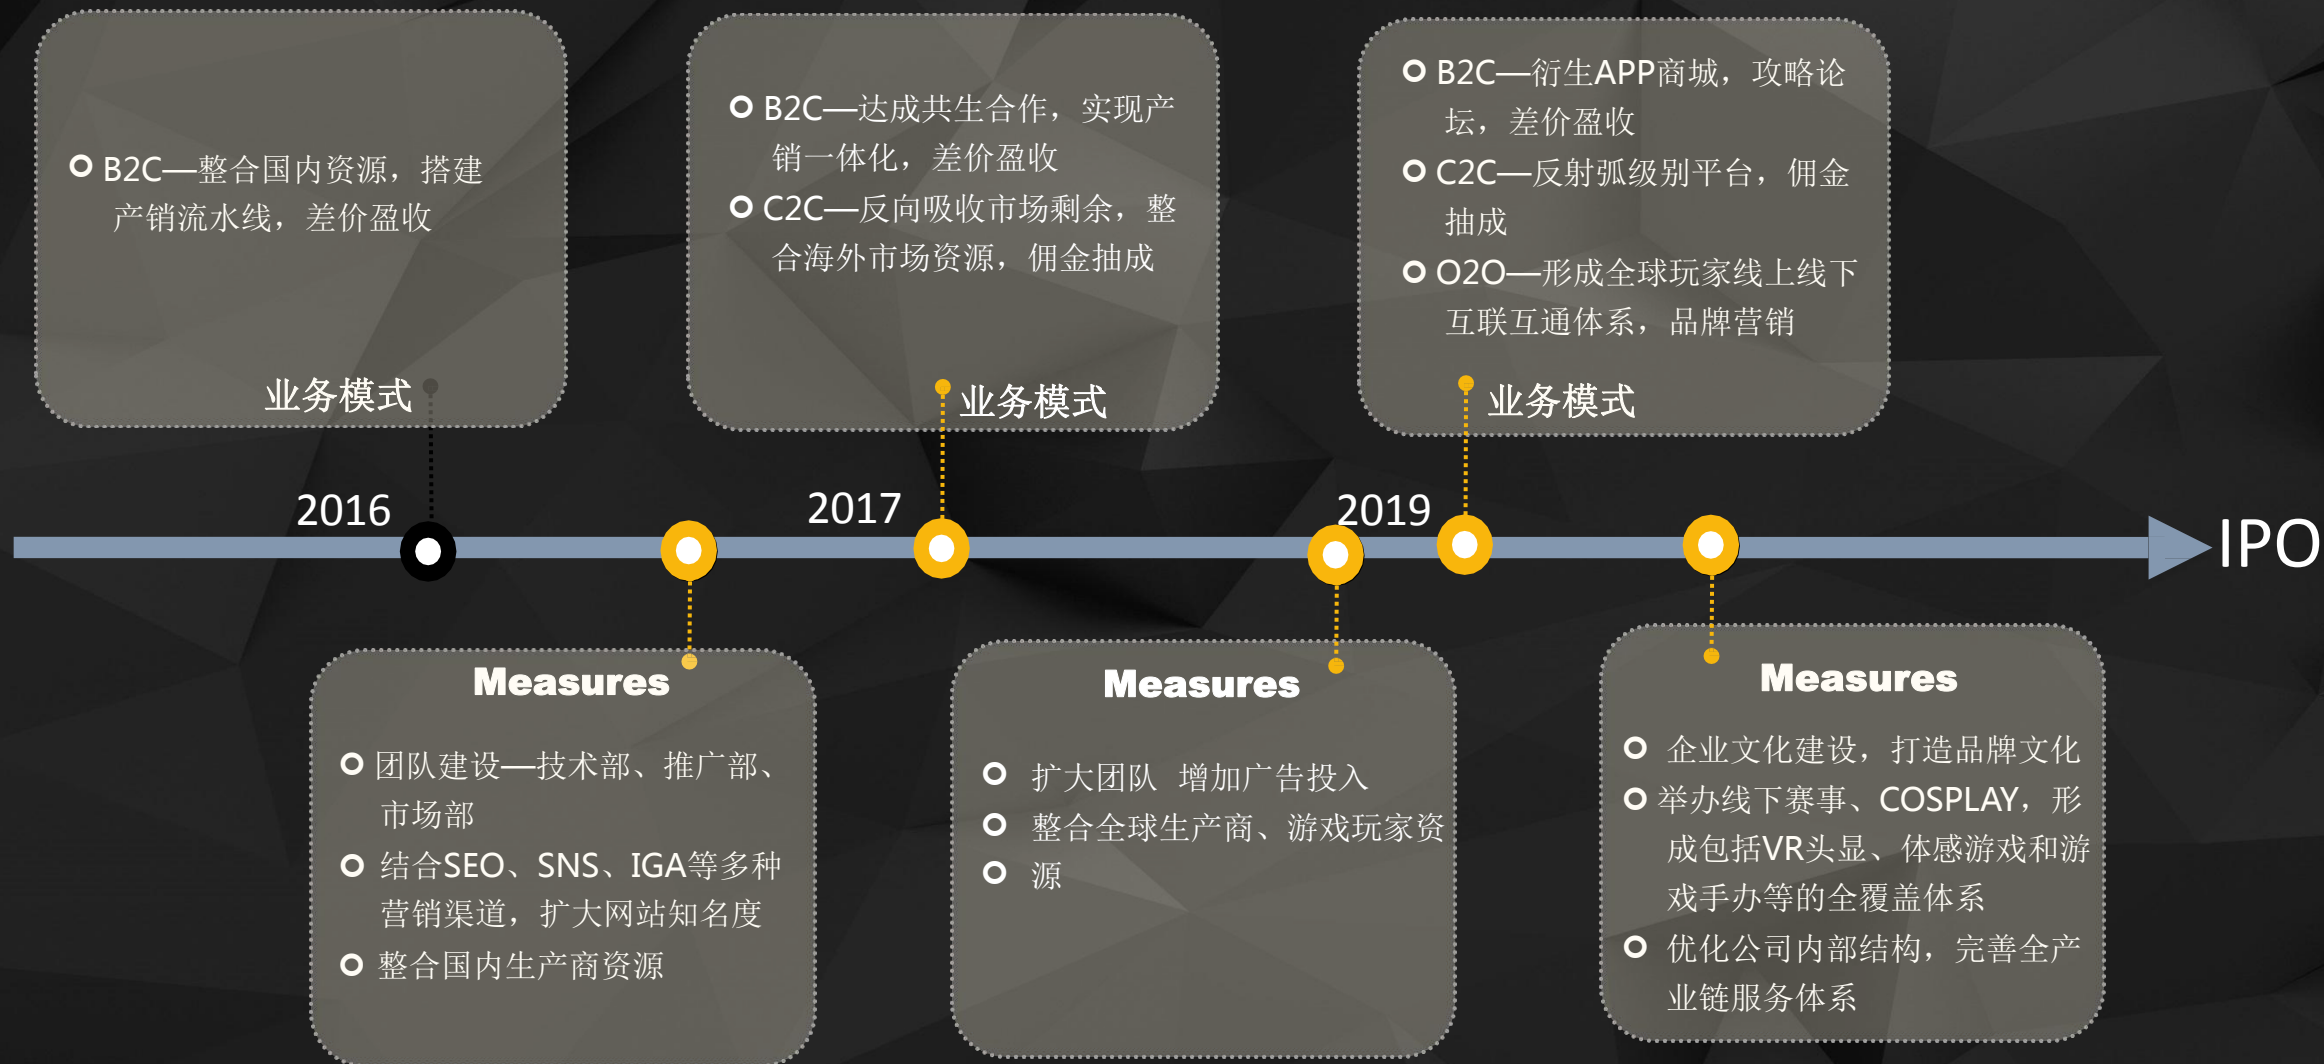 B2C—整合国内资源，搭建
产销流水线，差价盈收
业务模式
B2C—达成共生合作，实现产
销一体化，差价盈收
C2C—反向吸收市场剩余，整
合海外市场资源，佣金抽成
业务模式
B2C—衍生APP商城，攻略论
坛，差价盈收
C2C—反射弧级别平台，佣金
抽成
O2O—形成全球玩家线上线下
互联互通体系，品牌营销
业务模式
2016
2017
2019
IPO
Measures
团队建设—技术部、推广部、
市场部
结合SEO、SNS、IGA等多种
营销渠道，扩大网站知名度
整合国内生产商资源
Measures
扩大团队 增加广告投入
整合全球生产商、游戏玩家资
源
Measures
企业文化建设，打造品牌文化
举办线下赛事、COSPLAY，形
成包括VR头显、体感游戏和游
戏手办等的全覆盖体系
优化公司内部结构，完善全产
业链服务体系